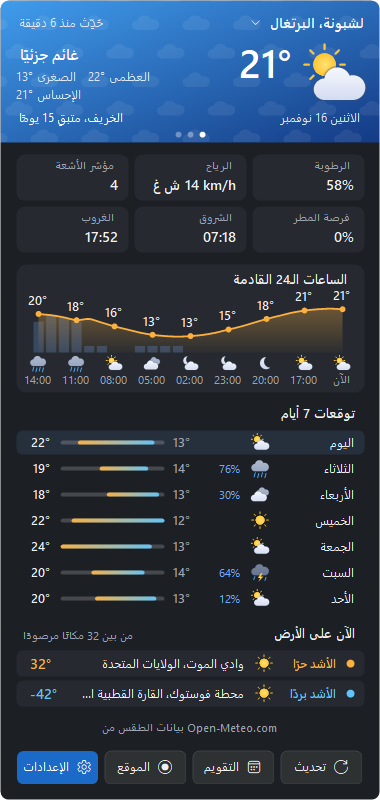 لشبونة، البرتغال
حُدِّث منذ 6 دقيقة
21°
غائم جزئيًا
العظمى 22°  الصغرى 13°
الإحساس 21°
الاثنين 16 نوفمبر
الخريف، متبقٍ 15 يومًا
الرطوبة
58%
الرياح
14 km/h ش غ
مؤشر الأشعة
4
فرصة المطر
0%
الشروق
07:18
الغروب
17:52
الساعات الـ24 القادمة
21° 21° 18° 15° 13° 13° 16° 18° 20°
الآن 17:00 20:00 23:00 02:00 05:00 08:00 11:00 14:00
توقعات 7 أيام
اليوم 13° 22°
الثلاثاء 76% 14° 19°
الأربعاء 30% 13° 18°
الخميس 12° 22°
الجمعة 13° 24°
السبت 64% 14° 20°
الأحد 12% 13° 20°
الآن على الأرض
من بين 32 مكانًا مرصودًا
الأشد حرًا وادي الموت، الولايات المتحدة 32°
الأشد بردًا محطة فوستوك، القارة القطبية ا... -42°
بيانات الطقس من Open-Meteo.com
تحديث
التقويم
الموقع
الإعدادات